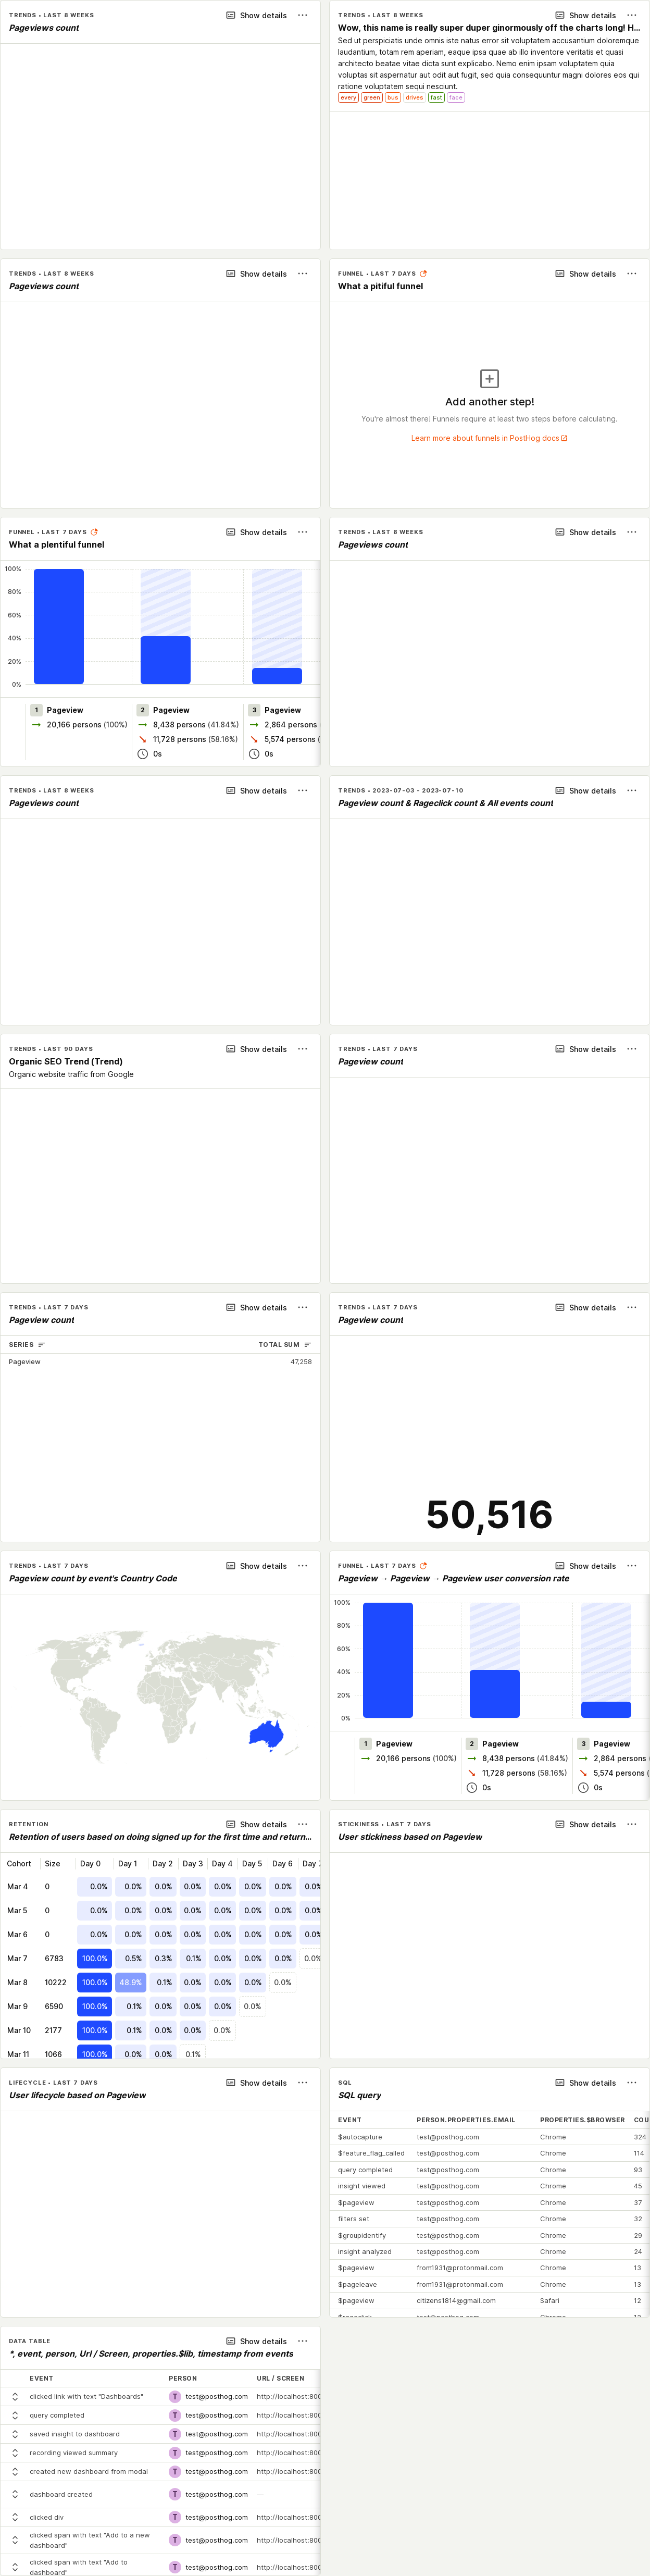 TRENDS • LAST 8 WEEKS
Show details
Pageviews count
TRENDS • LAST 8 WEEKS
Show details
Wow, this name is really super duper ginormously off the charts long! H...
Sed ut perspiciatis unde omnis iste natus error sit voluptatem accusantium doloremque
laudantium, totam rem aperiam, eaque ipsa quae ab illo inventore veritatis et quasi
architecto beatae vitae dicta sunt explicabo. Nemo enim ipsam voluptatem quia
voluptas sit aspernatur aut odit aut fugit, sed quia consequuntur magni dolores eos qui
ratione voluptatem sequi nesciunt.
every green bus drives fast face
TRENDS • LAST 8 WEEKS
Show details
Pageviews count
FUNNEL • LAST 7 DAYS
Show details
What a pitiful funnel
Add another step!
You're almost there! Funnels require at least two steps before calculating.
Learn more about funnels in PostHog docs
FUNNEL • LAST 7 DAYS
Show details
What a plentiful funnel
100%
80%
60%
40%
20%
0%
1 Pageview
20,166 persons (100%)
2 Pageview
8,438 persons (41.84%)
11,728 persons (58.16%)
0s
3 Pageview
2,864 persons (
5,574 persons (
0s
TRENDS • LAST 8 WEEKS
Show details
Pageviews count
TRENDS • LAST 8 WEEKS
Show details
Pageviews count
TRENDS • 2023-07-03 - 2023-07-10
Show details
Pageview count & Rageclick count & All events count
TRENDS • LAST 90 DAYS
Show details
Organic SEO Trend (Trend)
Organic website traffic from Google
TRENDS • LAST 7 DAYS
Show details
Pageview count
TRENDS • LAST 7 DAYS
Show details
Pageview count
SERIES TOTAL SUM
Pageview 47,258
TRENDS • LAST 7 DAYS
Show details
Pageview count
50,516
TRENDS • LAST 7 DAYS
Show details
Pageview count by event's Country Code
FUNNEL • LAST 7 DAYS
Show details
Pageview → Pageview → Pageview user conversion rate
100%
80%
60%
40%
20%
0%
1 Pageview
20,166 persons (100%)
2 Pageview
8,438 persons (41.84%)
11,728 persons (58.16%)
0s
3 Pageview
2,864 persons (
5,574 persons (
0s
RETENTION
Show details
Retention of users based on doing signed up for the first time and return...
Cohort Size Day 0 Day 1 Day 2 Day 3 Day 4 Day 5 Day 6 Day 7
Mar 4 0 0.0% 0.0% 0.0% 0.0% 0.0% 0.0% 0.0% 0.0%
Mar 5 0 0.0% 0.0% 0.0% 0.0% 0.0% 0.0% 0.0% 0.0%
Mar 6 0 0.0% 0.0% 0.0% 0.0% 0.0% 0.0% 0.0% 0.0%
Mar 7 6783 100.0% 0.5% 0.3% 0.1% 0.0% 0.0% 0.0% 0.0%
Mar 8 10222 100.0% 48.9% 0.1% 0.0% 0.0% 0.0% 0.0%
Mar 9 6590 100.0% 0.1% 0.0% 0.0% 0.0% 0.0%
Mar 10 2177 100.0% 0.1% 0.0% 0.0% 0.0%
Mar 11 1066 100.0% 0.0% 0.0% 0.1%
STICKINESS • LAST 7 DAYS
Show details
User stickiness based on Pageview
LIFECYCLE • LAST 7 DAYS
Show details
User lifecycle based on Pageview
SQL
Show details
SQL query
EVENT PERSON.PROPERTIES.EMAIL PROPERTIES.$BROWSER COU
$autocapture test@posthog.com Chrome 324
$feature_flag_called test@posthog.com Chrome 114
query completed test@posthog.com Chrome 93
insight viewed test@posthog.com Chrome 45
$pageview test@posthog.com Chrome 37
filters set test@posthog.com Chrome 32
$groupidentify test@posthog.com Chrome 29
insight analyzed test@posthog.com Chrome 24
$pageview from1931@protonmail.com Chrome 13
$pageleave from1931@protonmail.com Chrome 13
$pageview citizens1814@gmail.com Safari 12
DATA TABLE
Show details
*, event, person, Url / Screen, properties.$lib, timestamp from events
EVENT PERSON URL / SCREEN
clicked link with text "Dashboards" T test@posthog.com http://localhost:800
query completed T test@posthog.com http://localhost:800
saved insight to dashboard T test@posthog.com http://localhost:800
recording viewed summary T test@posthog.com http://localhost:800
created new dashboard from modal T test@posthog.com http://localhost:800
dashboard created T test@posthog.com —
clicked div T test@posthog.com http://localhost:800
clicked span with text "Add to a new
dashboard" T test@posthog.com http://localhost:800
clicked span with text "Add to
dashboard" T test@posthog.com http://localhost:800